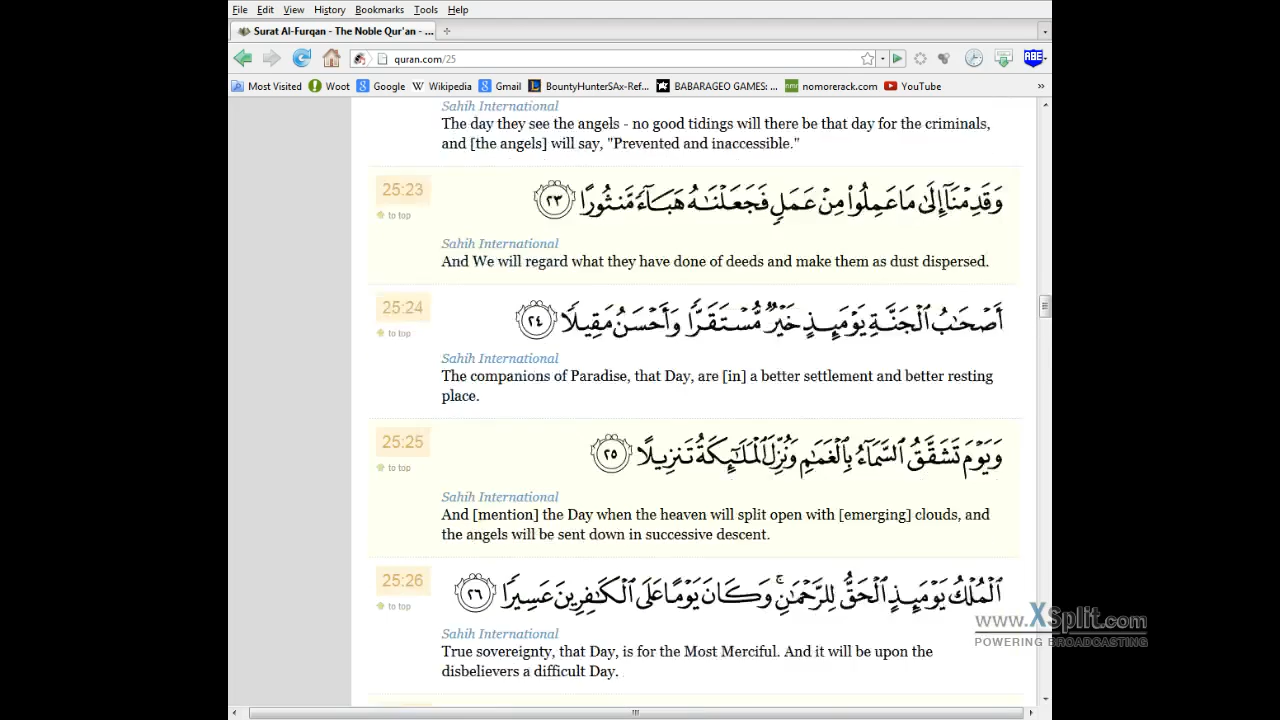 File Edit View History Bookmarks Tools Help
Surat Al-Furqan - The Noble Qur'an - ...
quran.com/25
Most Visited Woot Google Wikipedia Gmail BountyHunterSAx-Ref... BABARAGEO GAMES: ... nomorerack.com YouTube »
Sahih International
The day they see the angels - no good tidings will there be that day for the criminals,
and [the angels] will say, "Prevented and inaccessible."
25:23
وَقَدِمْنَآ إِلَىٰ مَا عَمِلُوا۟ مِنْ عَمَلٍ فَجَعَلْنَـٰهُ هَبَآءً مَّنثُورًا ٢٣
to top
Sahih International
And We will regard what they have done of deeds and make them as dust dispersed.
25:24
أَصْحَـٰبُ ٱلْجَنَّةِ يَوْمَئِذٍ خَيْرٌ مُّسْتَقَرًّا وَأَحْسَنُ مَقِيلًا ٢٤
to top
Sahih International
The companions of Paradise, that Day, are [in] a better settlement and better resting
place.
25:25
وَيَوْمَ تَشَقَّقُ ٱلسَّمَآءُ بِٱلْغَمَـٰمِ وَنُزِّلَ ٱلْمَلَـٰٓئِكَةُ تَنزِيلًا ٢٥
to top
Sahih International
And [mention] the Day when the heaven will split open with [emerging] clouds, and
the angels will be sent down in successive descent.
25:26
ٱلْمُلْكُ يَوْمَئِذٍ ٱلْحَقُّ لِلرَّحْمَـٰنِ ۚ وَكَانَ يَوْمًا عَلَى ٱلْكَـٰفِرِينَ عَسِيرًا ٢٦
to top
www.XSplit.com
POWERING BROADCASTING
Sahih International
True sovereignty, that Day, is for the Most Merciful. And it will be upon the
disbelievers a difficult Day.